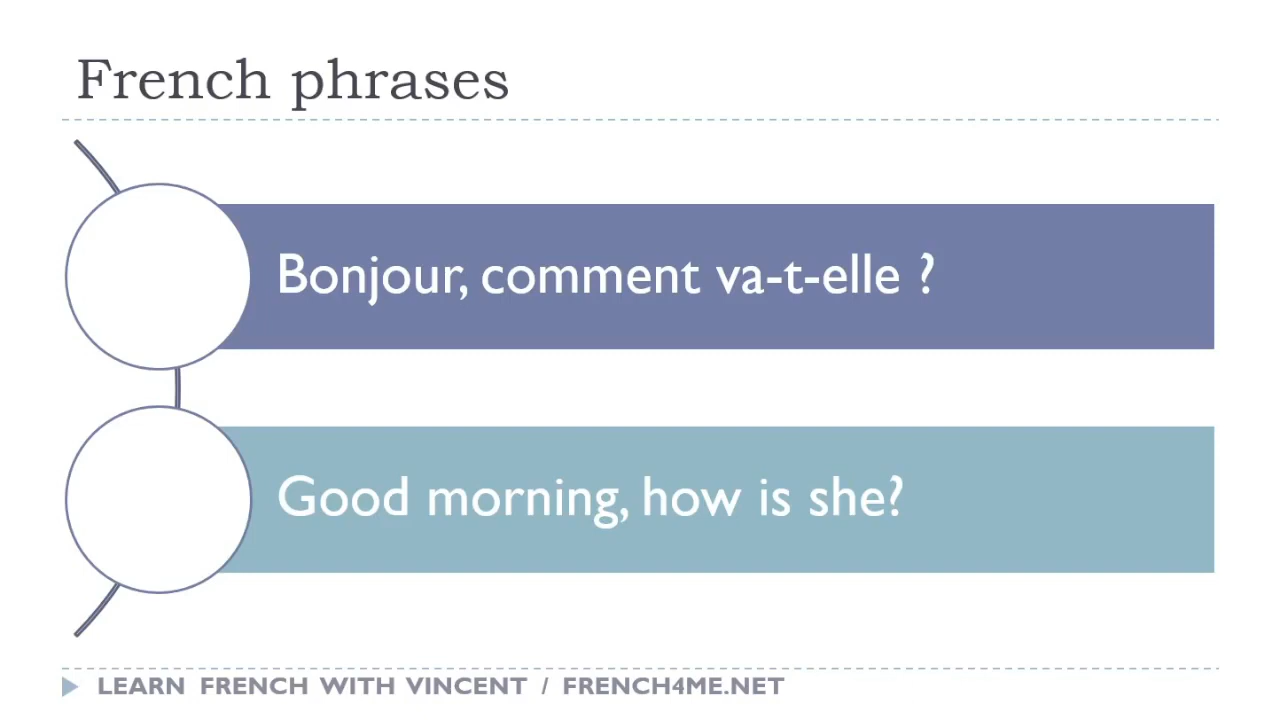 French phrases
Bonjour, comment va-t-elle ?
Good morning, how is she?
LEARN FRENCH WITH VINCENT / FRENCH4ME.NET